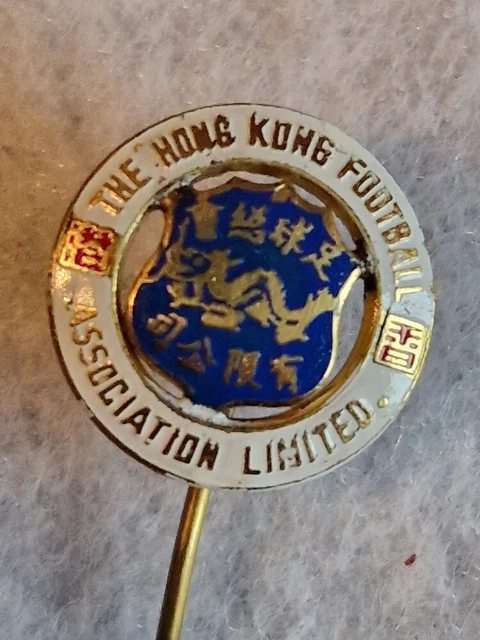 THE HONG KONG FOOTBALL
ASSOCIATION LIMITED.
香
港
足球總會
有限公司